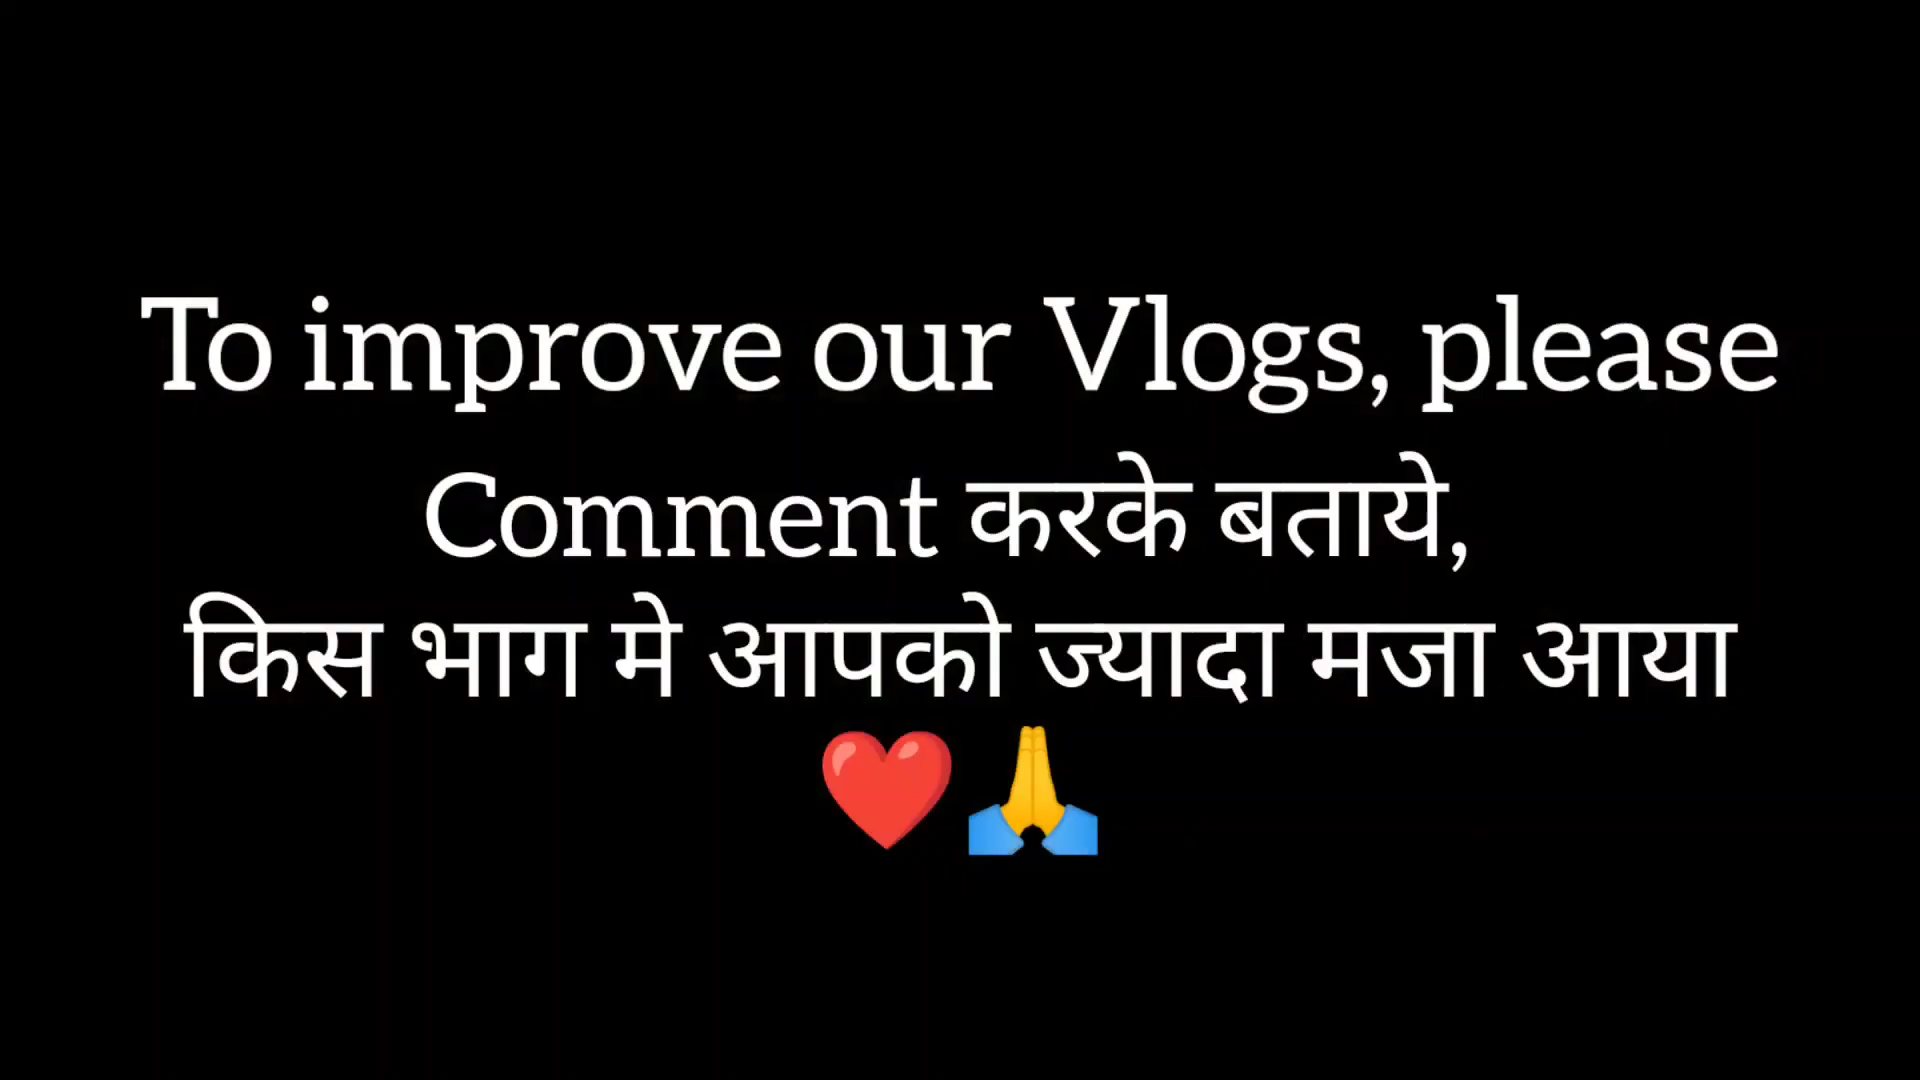 To improve our Vlogs, please
Comment करके बताये,
किस भाग मे आपको ज्यादा मजा आया
❤️🙏